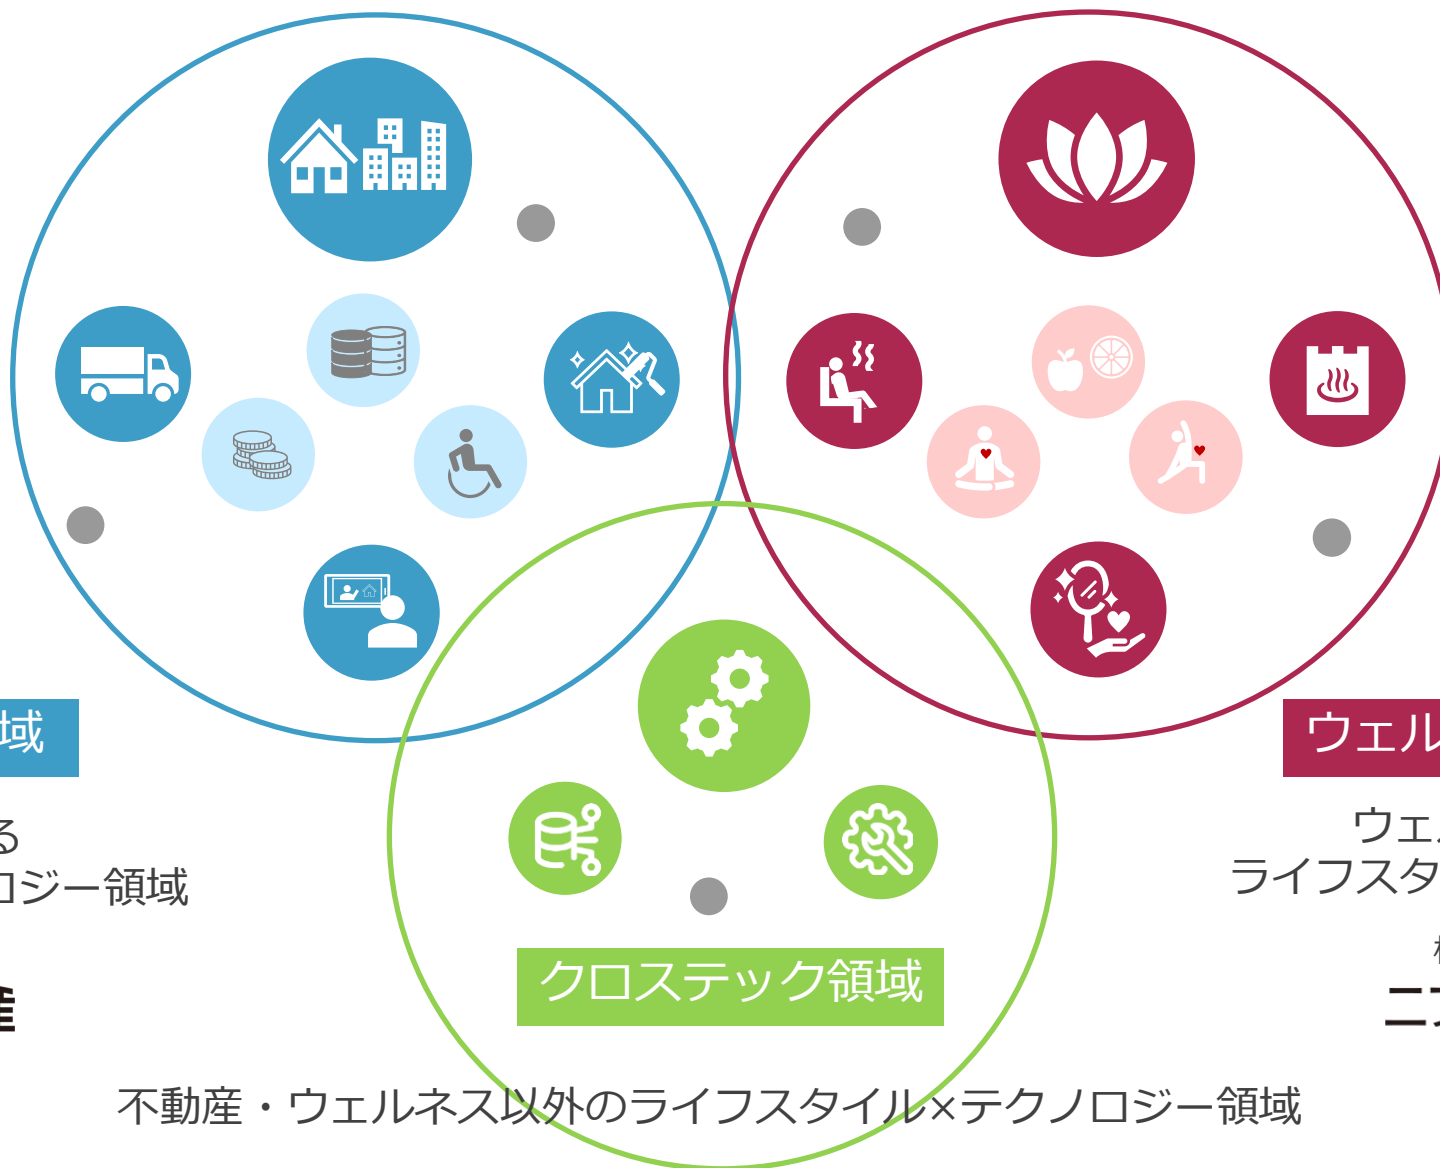 域
ウェル
る
ロジー領域
ウェ
ライフスタ
クロステック領域
不動産・ウェルネス以外のライフスタイル×テクノロジー領域